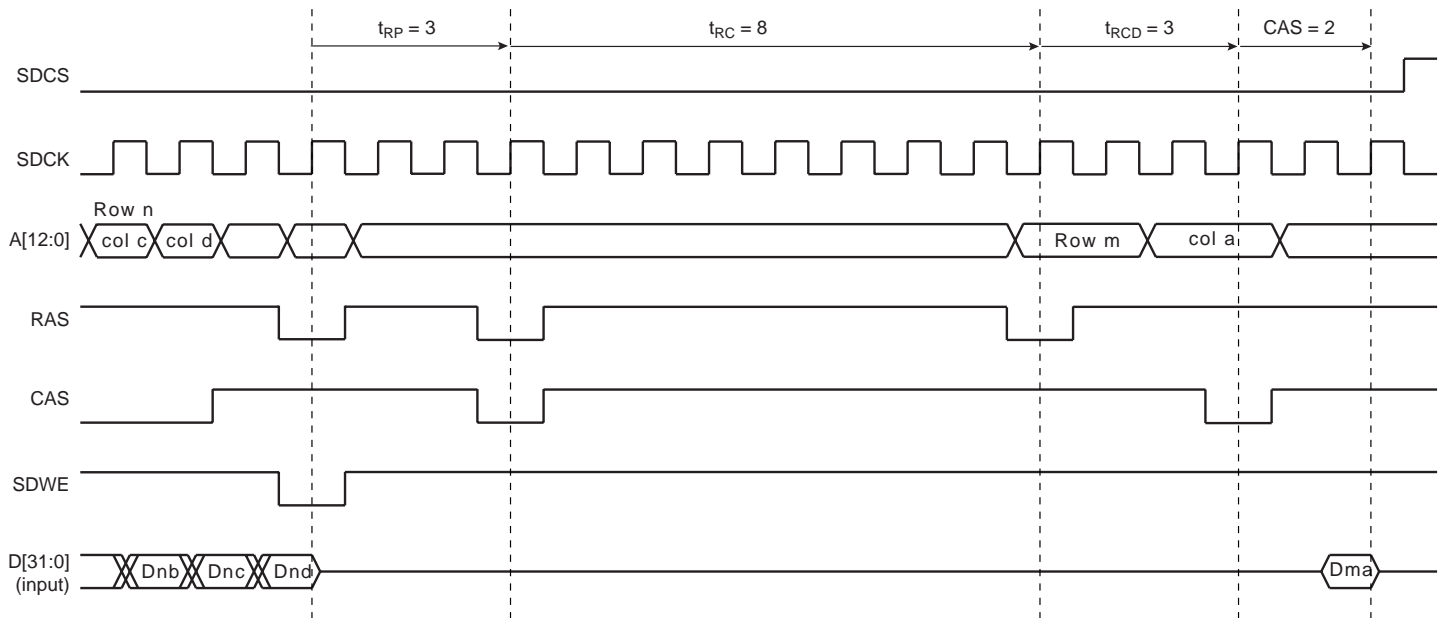 tRP = 3
tRC = 8
tRCD = 3
CAS = 2
SDCS
SDCK
Row n
A[12:0]
col c
col d
Row m
col a
RAS
CAS
SDWE
D[31:0]
(input)
Dnb
Dnc
Dnd
Dma